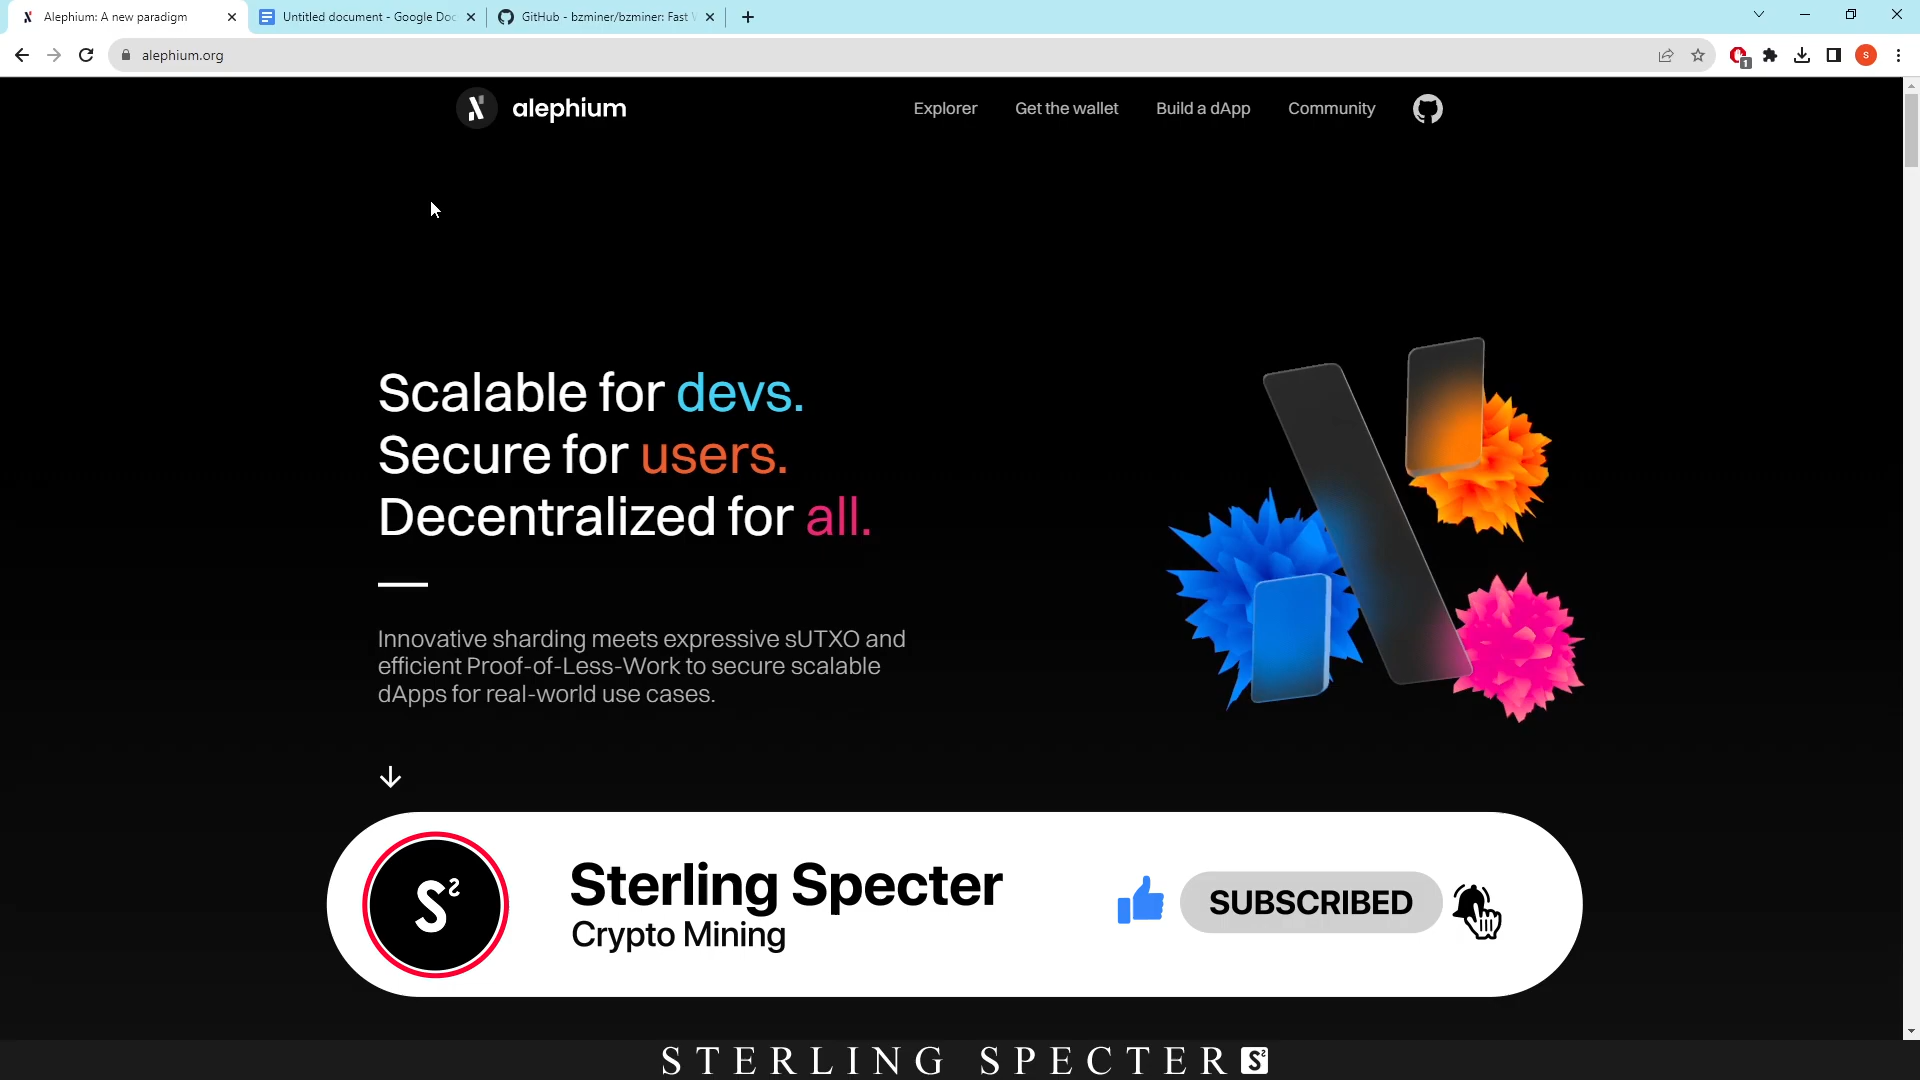 Alephium: A new paradigm
Untitled document - Google Doc
GitHub - bzminer/bzminer: Fast
alephium.org
1
S
alephium
Explorer
Get the wallet
Build a dApp
Community
Scalable for devs.
Secure for users.
Decentralized for all.
Innovative sharding meets expressive sUTXO and
efficient Proof-of-Less-Work to secure scalable
dApps for real-world use cases.
S²
Sterling Specter
Crypto Mining
SUBSCRIBED
STERLING SPECTER S²